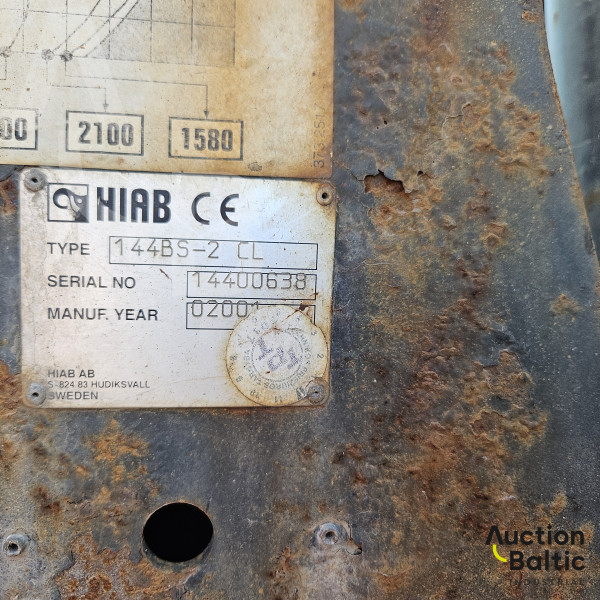 00 2100 1580
HIAB CE
TYPE 144BS-2 CL
SERIAL NO 14400638
MANUF. YEAR 02001
HIAB AB
S-824 83 HUDIKSVALL
SWEDEN
Auction
Baltic
INDUSTRIAL